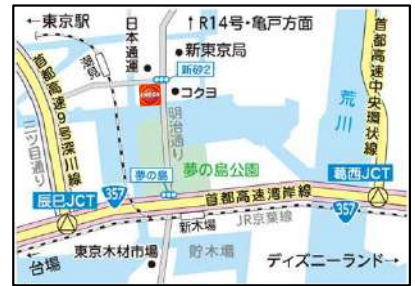 ←東京駅
↑R14号・亀戸方面
日本通運
新東京局
潮見
新砂2
首都高速9号深川線
ENEOS
コクヨ
首都高速中央環状線
荒川
三ツ目通り
明治通り
夢の島
夢の島公園
葛西JCT
辰巳JCT
357
首都高速湾岸線
357
新木場
JR京葉線
東京木材市場
貯木場
←台場
ディズニーランド→